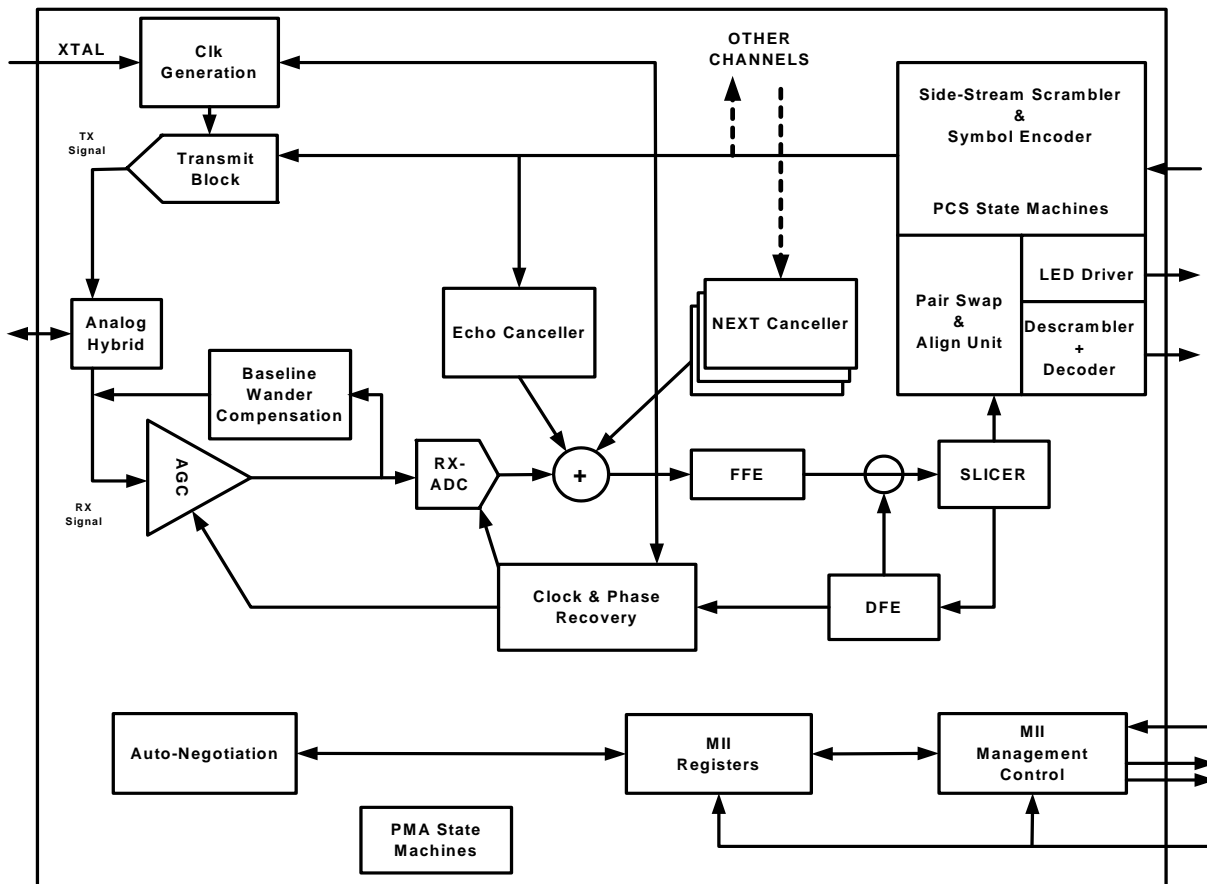 XTAL
Clk
Generation
OTHER
CHANNELS
Side-Stream Scrambler
&
Symbol Encoder
PCS State Machines
TX
Signal
Transmit
Block
Pair Swap
&
Align Unit
LED Driver
Descrambler
+
Decoder
Analog
Hybrid
Echo Canceller
NEXT Canceller
Baseline
Wander
Compensation
AGC
RX
Signal
RX-
ADC
+
FFE
SLICER
Clock & Phase
Recovery
DFE
Auto-Negotiation
MII
Registers
MII
Management
Control
PMA State
Machines